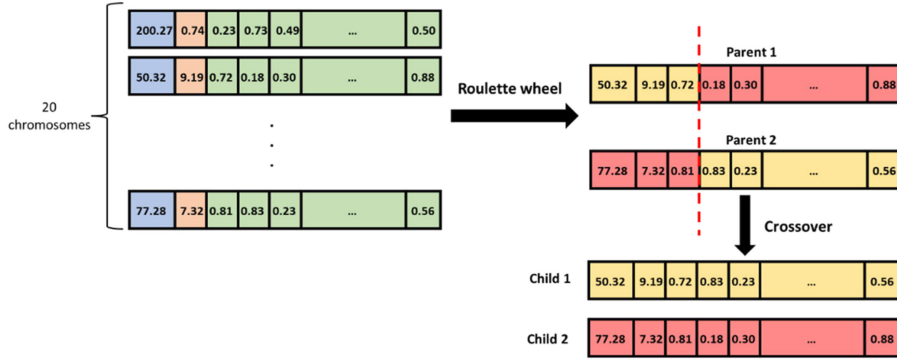 200.27 0.74 0.23 0.73 0.49 ... 0.50
50.32 9.19 0.72 0.18 0.30 ... 0.88
20
chromosomes
.
.
.
77.28 7.32 0.81 0.83 0.23 ... 0.56
Roulette wheel
Parent 1
50.32 9.19 0.72 0.18 0.30 ... 0.88
Parent 2
77.28 7.32 0.81 0.83 0.23 ... 0.56
Crossover
Child 1 50.32 9.19 0.72 0.83 0.23 ... 0.56
Child 2 77.28 7.32 0.81 0.18 0.30 ... 0.88